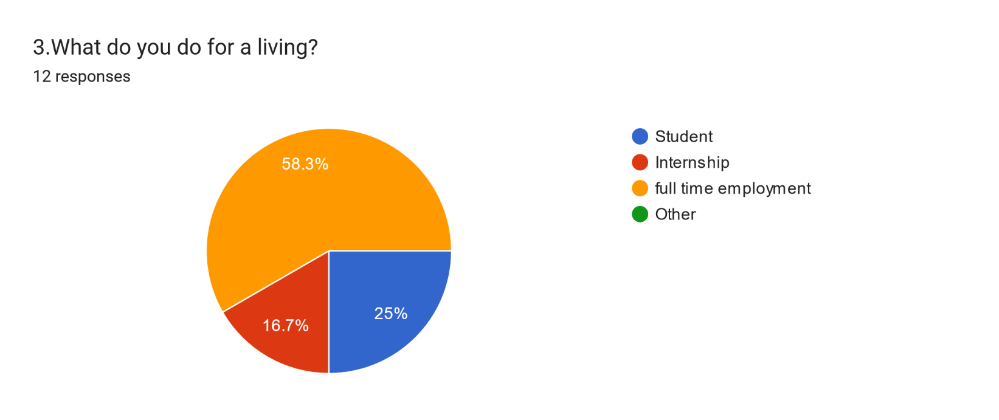 3.What do you do for a living?
12 responses
58.3%
16.7%
25%
Student
Internship
full time employment
Other